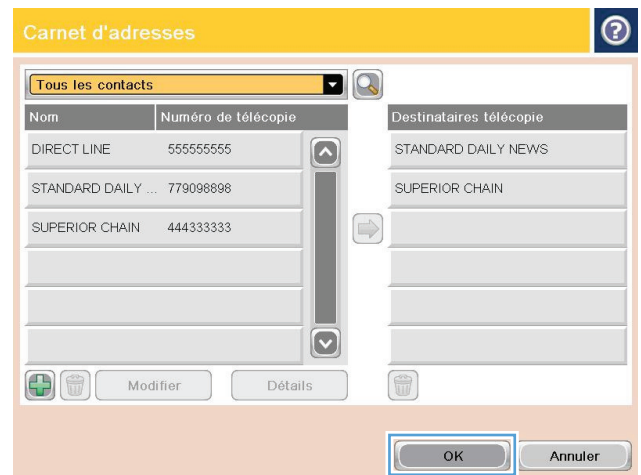 Carnet d'adresses
?
Tous les contacts
Nom Numéro de télécopie Destinataires télécopie
DIRECT LINE 555555555 STANDARD DAILY NEWS
STANDARD DAILY ... 779098898 SUPERIOR CHAIN
SUPERIOR CHAIN 444333333
Modifier Détails
OK Annuler